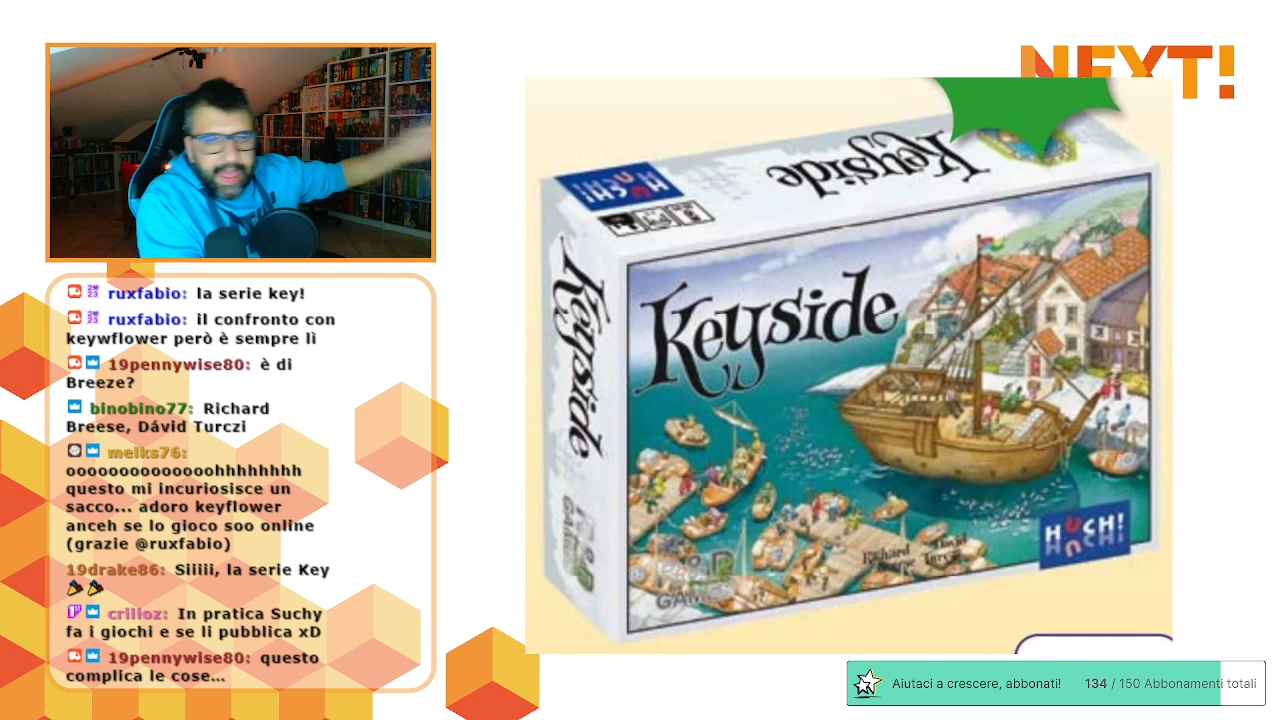 NEXT!
ruxfabio: la serie key!
ruxfabio: il confronto con
keywflower però è sempre lì
19pennywise80: è di
Breeze?
binobino77: Richard
Breese, Dávid Turczi
meiks76:
oooooooooooooohhhhhhhh
questo mi incuriosisce un
sacco... adoro keyflower
anceh se lo gioco soo online
(grazie @ruxfabio)
19drake86: Siiiii, la serie Key
crilloz: In pratica Suchy
fa i giochi e se li pubblica xD
19pennywise80: questo
complica le cose...
HUCH!
Keyside
Keyside
Keyside
Richard
David
GAMES
HUCH!
Aiutaci a crescere, abbonati!
134 / 150 Abbonamenti totali